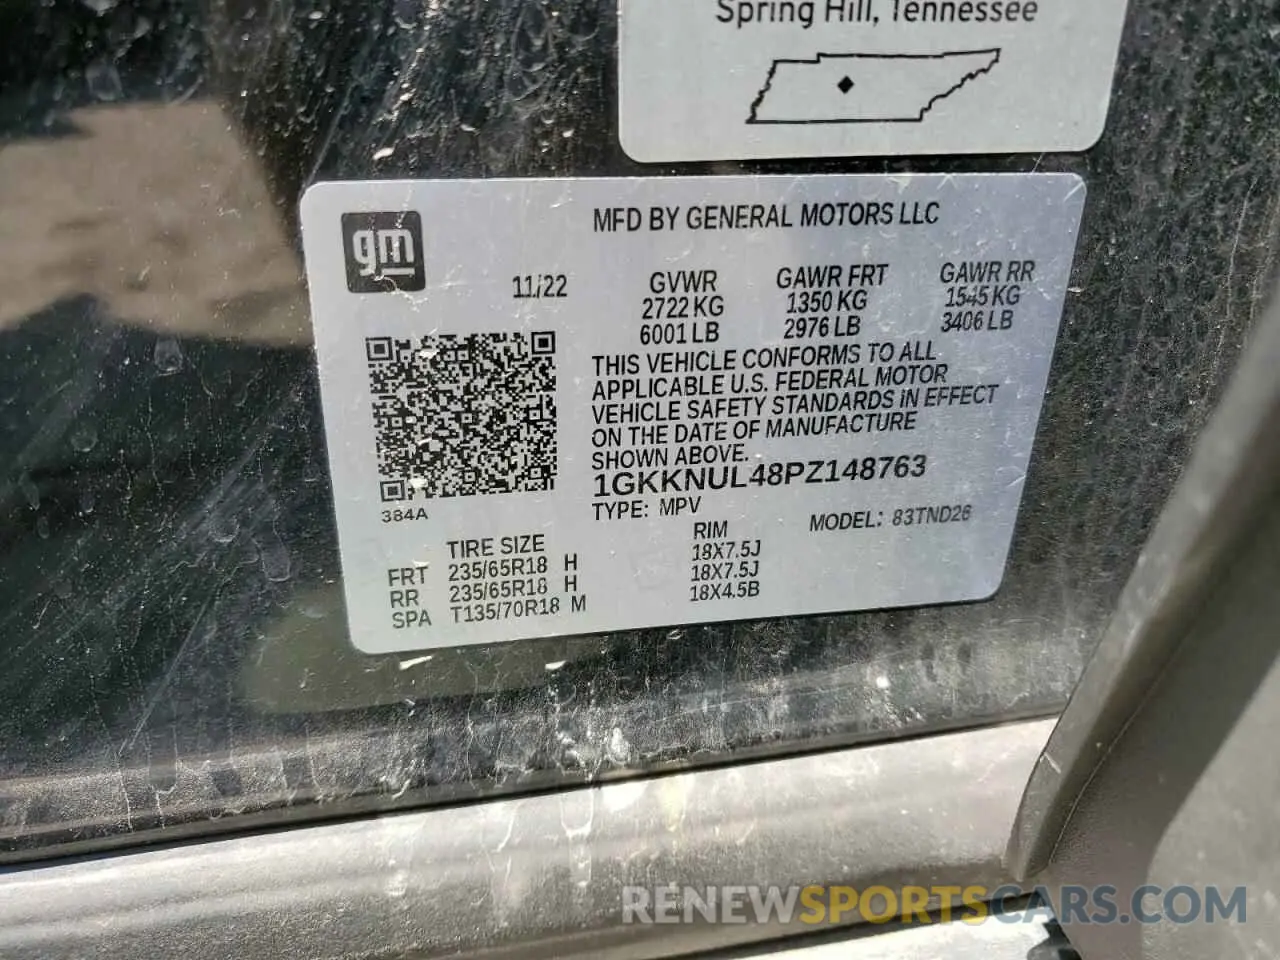 Spring Hill, Tennessee
gm
MFD BY GENERAL MOTORS LLC
11/22
GVWR GAWR FRT GAWR RR
2722 KG 1350 KG 1545 KG
6001 LB 2976 LB 3406 LB
THIS VEHICLE CONFORMS TO ALL
APPLICABLE U.S. FEDERAL MOTOR
VEHICLE SAFETY STANDARDS IN EFFECT
ON THE DATE OF MANUFACTURE
SHOWN ABOVE.
1GKKNUL48PZ148763
TYPE: MPV
MODEL: 83TND26
384A
TIRE SIZE RIM
FRT 235/65R18 H 18X7.5J
RR 235/65R18 H 18X7.5J
SPA T135/70R18 M 18X4.5B
RENEWSPORTSCARS.COM